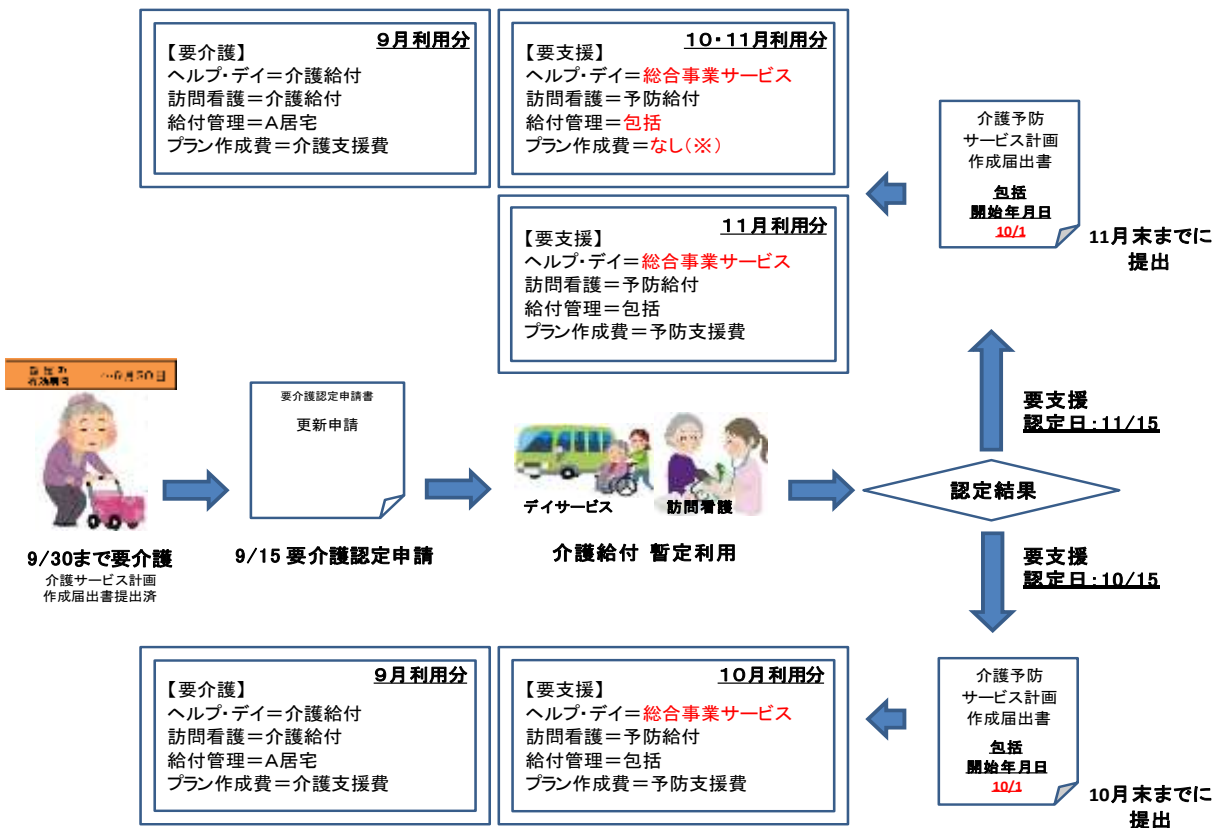 9月利用分
【要介護】
ヘルプ・デイ=介護給付
訪問看護=介護給付
給付管理=A居宅
プラン作成費=介護支援費
10・11月利用分
【要支援】
ヘルプ・デイ=総合事業サービス
訪問看護=予防給付
給付管理=包括
プラン作成費=なし(※)
11月利用分
【要支援】
ヘルプ・デイ=総合事業サービス
訪問看護=予防給付
給付管理=包括
プラン作成費=予防支援費
介護予防
サービス計画
作成届出書
包括
開始年月日
10/1
11月末までに
提出
有効期間
9/30まで要介護
介護サービス計画
作成届出書提出済
要介護認定申請書
更新申請
9/15 要介護認定申請
デイサービス
訪問看護
介護給付 暫定利用
認定結果
要支援
認定日:11/15
要支援
認定日:10/15
9月利用分
【要介護】
ヘルプ・デイ=介護給付
訪問看護=介護給付
給付管理=A居宅
プラン作成費=介護支援費
10月利用分
【要支援】
ヘルプ・デイ=総合事業サービス
訪問看護=予防給付
給付管理=包括
プラン作成費=予防支援費
介護予防
サービス計画
作成届出書
包括
開始年月日
10/1
10月末までに
提出